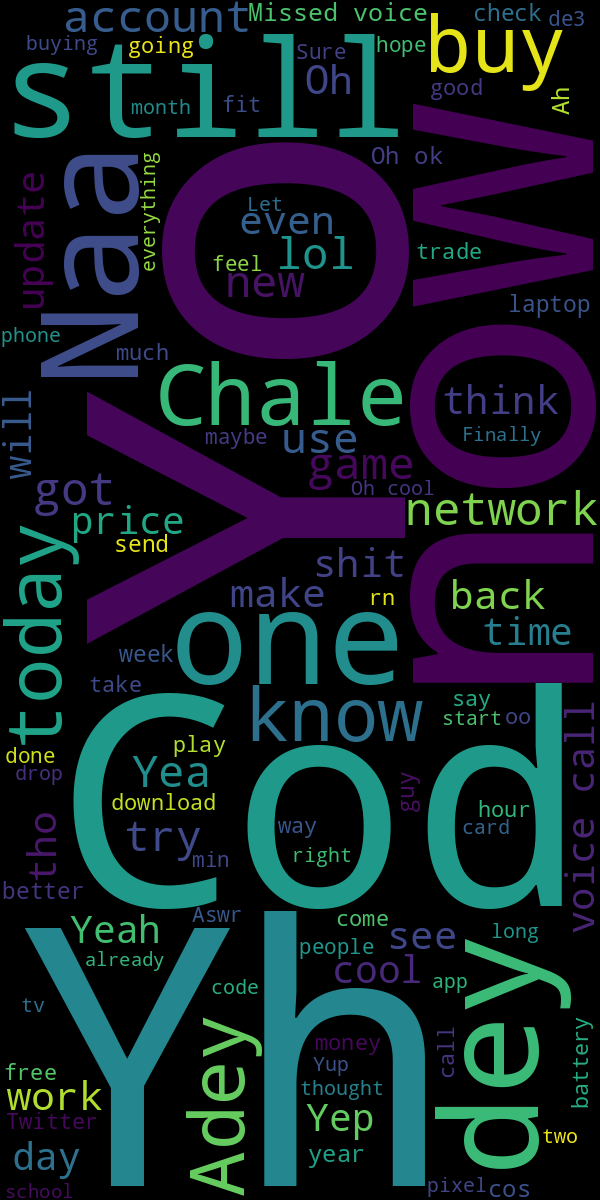 account
Missed voice
check
de3
buying
going
Sure
hope
buy
still
month
fit
Oh
good
Ah
Oh ok
Naa
everything
update
YO
Let
even
feel
lol
new
now
trade
laptop
phone
much
Chale
think
Finally
will
maybe
use
game
Oh cool
got
price
send
network
today
shit
make
rn
back
one
time
week
take
know
say
start
oo
done
drop
play
Yea
download
Cod
guy
voice call
way
hour
card
tho
try
min
right
better
Aswr
Yeah
already
come
people
see
long
cool
app
code
tv
Yh
dey
call
battery
money
Yup
thought
free
work
Twitter
Adey
Yep
year
two
day
school
pixel
cos